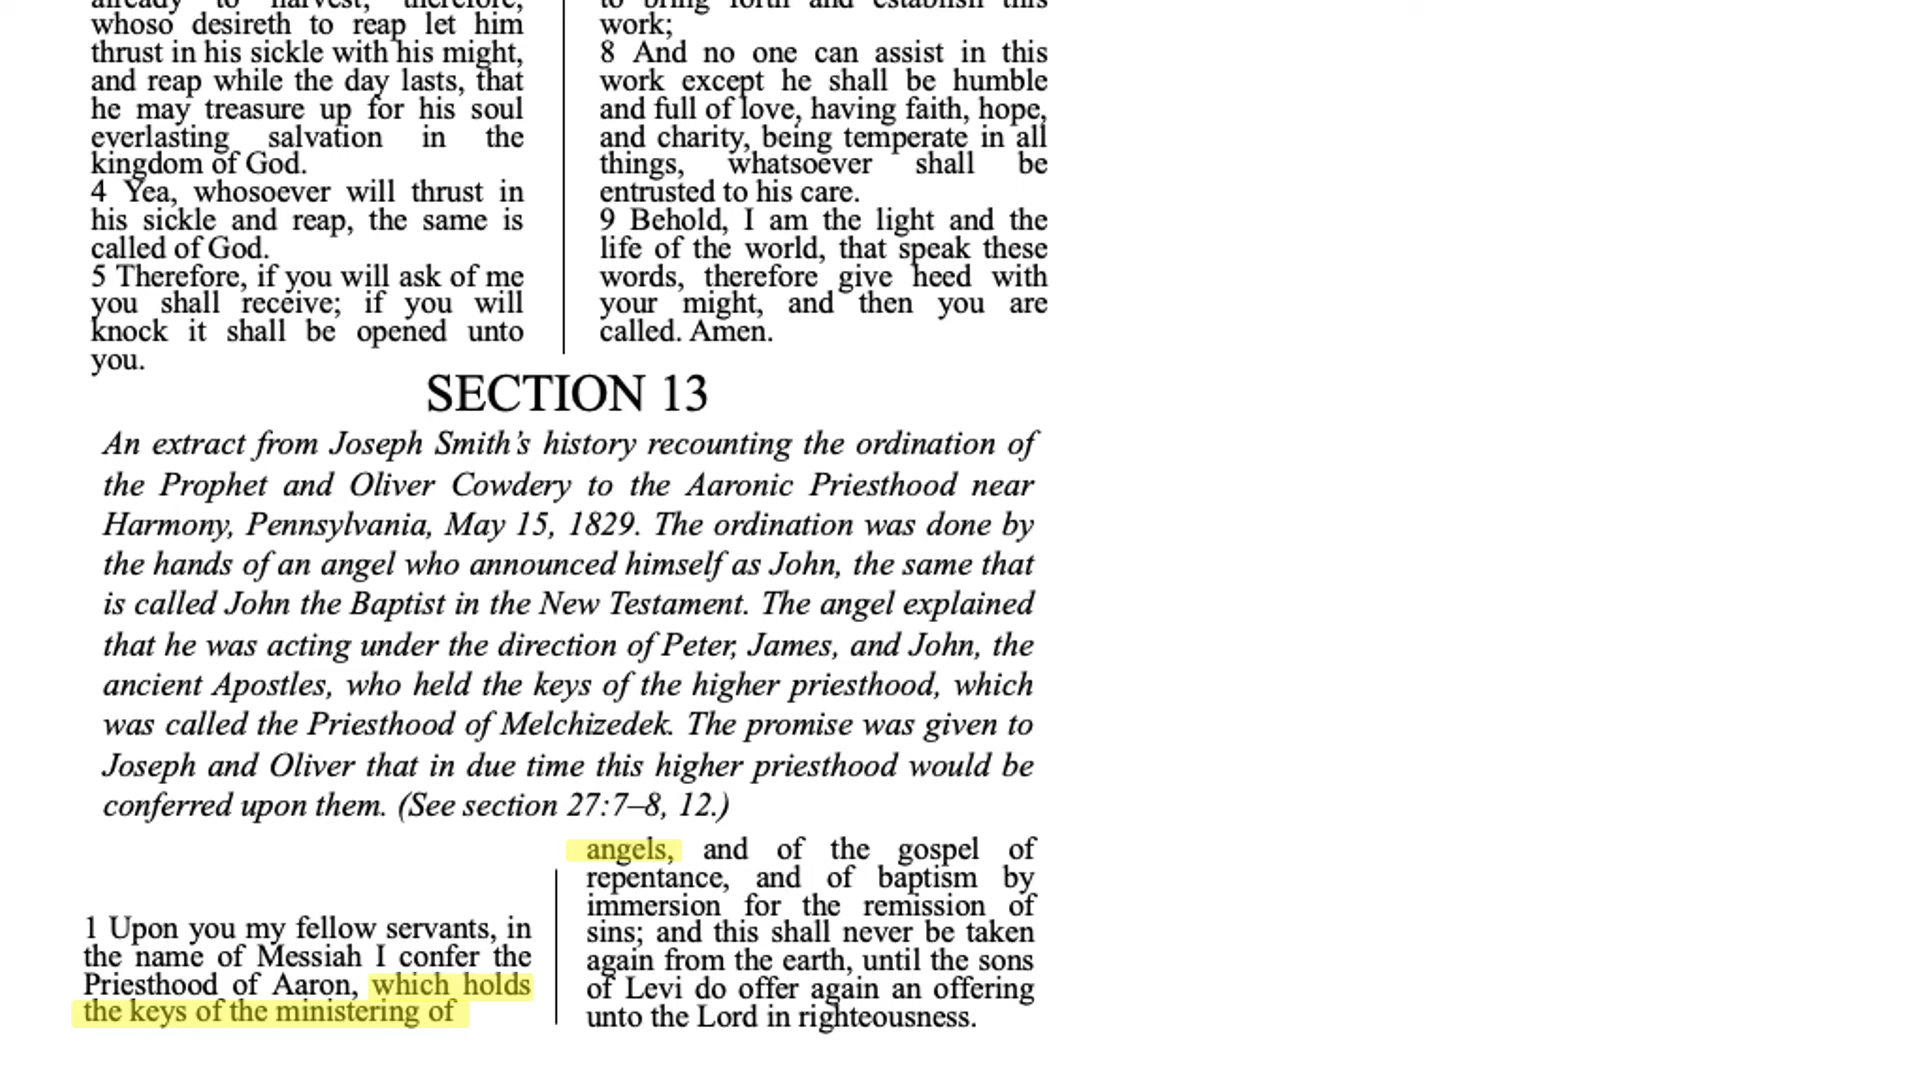 already to harvest; therefore,
whoso desireth to reap let him
thrust in his sickle with his might,
and reap while the day lasts, that
he may treasure up for his soul
everlasting salvation in the
kingdom of God.
4 Yea, whosoever will thrust in
his sickle and reap, the same is
called of God.
5 Therefore, if you will ask of me
you shall receive; if you will
knock it shall be opened unto
you.
to bring forth and establish this
work;
8 And no one can assist in this
work except he shall be humble
and full of love, having faith, hope,
and charity, being temperate in all
things, whatsoever shall be
entrusted to his care.
9 Behold, I am the light and the
life of the world, that speak these
words, therefore give heed with
your might, and then you are
called. Amen.
SECTION 13
An extract from Joseph Smith’s history recounting the ordination of
the Prophet and Oliver Cowdery to the Aaronic Priesthood near
Harmony, Pennsylvania, May 15, 1829. The ordination was done by
the hands of an angel who announced himself as John, the same that
is called John the Baptist in the New Testament. The angel explained
that he was acting under the direction of Peter, James, and John, the
ancient Apostles, who held the keys of the higher priesthood, which
was called the Priesthood of Melchizedek. The promise was given to
Joseph and Oliver that in due time this higher priesthood would be
conferred upon them. (See section 27:7–8, 12.)
1 Upon you my fellow servants, in
the name of Messiah I confer the
Priesthood of Aaron, which holds
the keys of the ministering of
angels, and of the gospel of
repentance, and of baptism by
immersion for the remission of
sins; and this shall never be taken
again from the earth, until the sons
of Levi do offer again an offering
unto the Lord in righteousness.